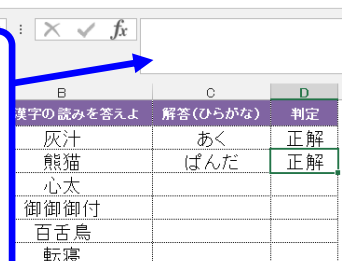 fx
B C D
漢字の読みを答えよ 解答(ひらがな) 判定
灰汁 あく 正解
熊猫 ぱんだ 正解
心太
御御御付
百舌鳥
転寝